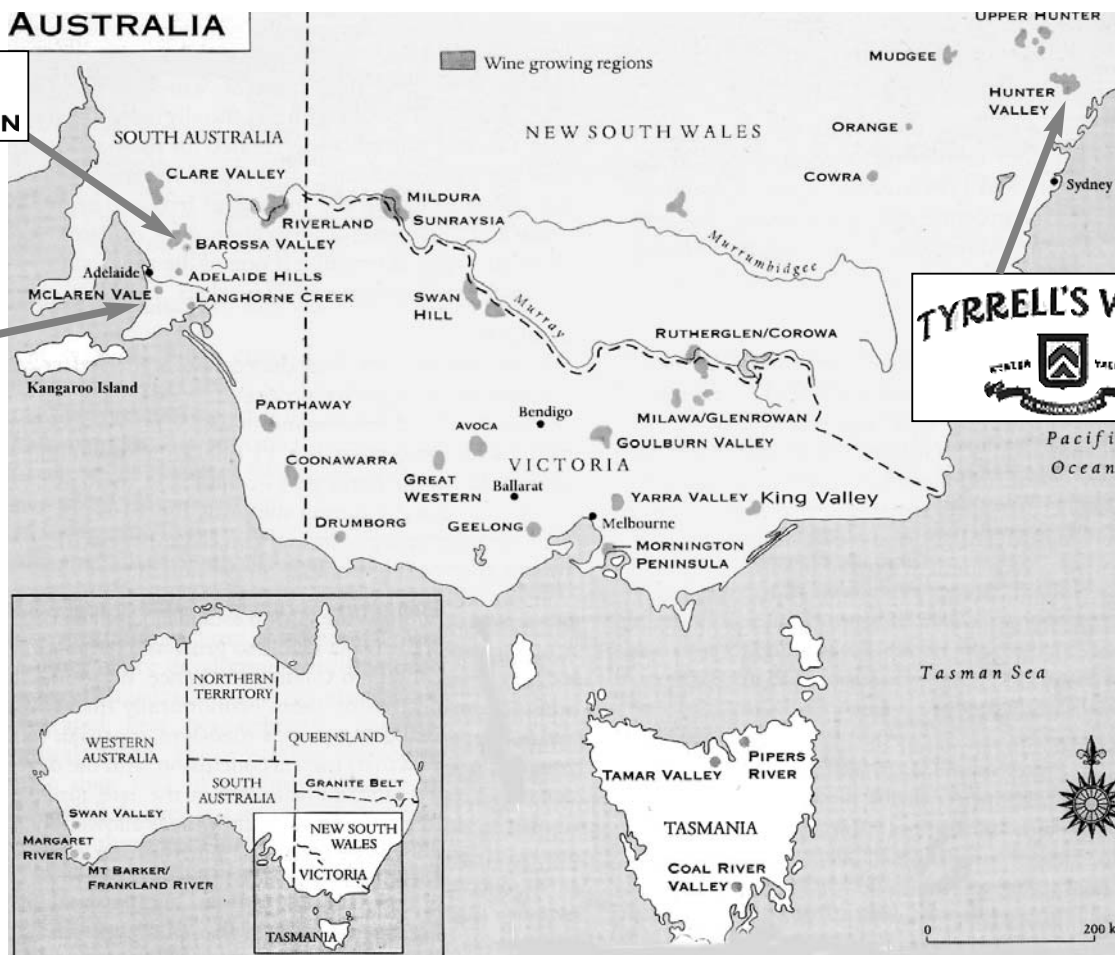 AUSTRALIA
N
Wine growing regions
UPPER HUNTER
MUDGEE
HUNTER
VALLEY
SOUTH AUSTRALIA
NEW SOUTH WALES
ORANGE
COWRA
Sydney
CLARE VALLEY
MILDURA
SUNRAYSIA
RIVERLAND
BAROSSA VALLEY
Murrumbidgee
Adelaide
ADELAIDE HILLS
MCLAREN VALE
LANGHORNE CREEK
SWAN
HILL
Murray
TYRRELL'S W
RUTHERGLEN/COROWA
Kangaroo Island
PADTHAWAY
Bendigo
MILAWA/GLENROWAN
AVOCA
GOULBURN VALLEY
Pacifi
Ocean
COONAWARRA
VICTORIA
GREAT
WESTERN
Ballarat
YARRA VALLEY
King Valley
DRUMBORG
GEELONG
Melbourne
MORNINGTON
PENINSULA
Tasman Sea
NORTHERN
TERRITORY
WESTERN
AUSTRALIA
QUEENSLAND
SOUTH
AUSTRALIA
GRANITE BELT
SWAN VALLEY
NEW SOUTH
WALES
MARGARET
RIVER
MT BARKER/
FRANKLAND RIVER
VICTORIA
TASMANIA
PIPERS
RIVER
TAMAR VALLEY
TASMANIA
COAL RIVER
VALLEY
0
200 k